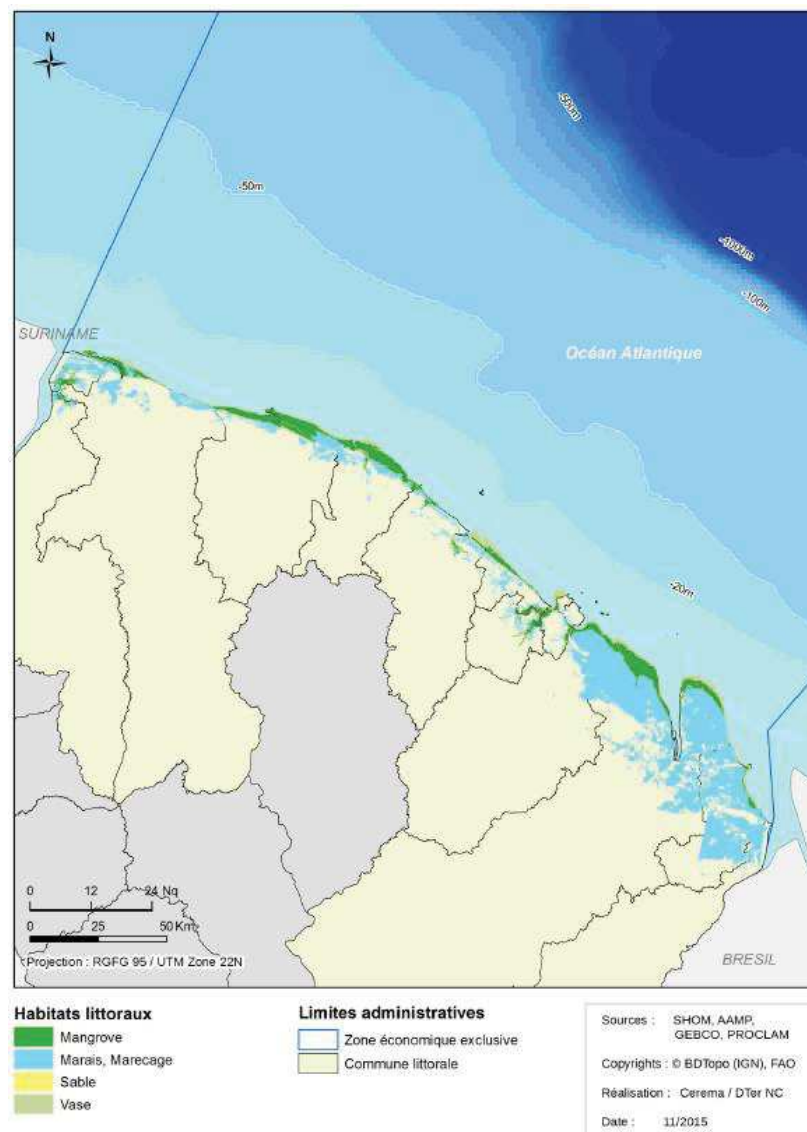 N
-500m
-50m
-1000m
-100m
SURINAME
Océan Atlantique
-20m
0 12 24 Nq
0 25 50 Km
Projection : RGFG 95 / UTM Zone 22N
BRESIL
Habitats littoraux
Mangrove
Marais, Marecage
Sable
Vase
Limites administratives
Zone économique exclusive
Commune littorale
Sources : SHOM, AAMP,
GEBCO, PROCLAM
Copyrights : © BDTopo (IGN), FAO
Réalisation : Cerema / DTer NC
Date : 11/2015